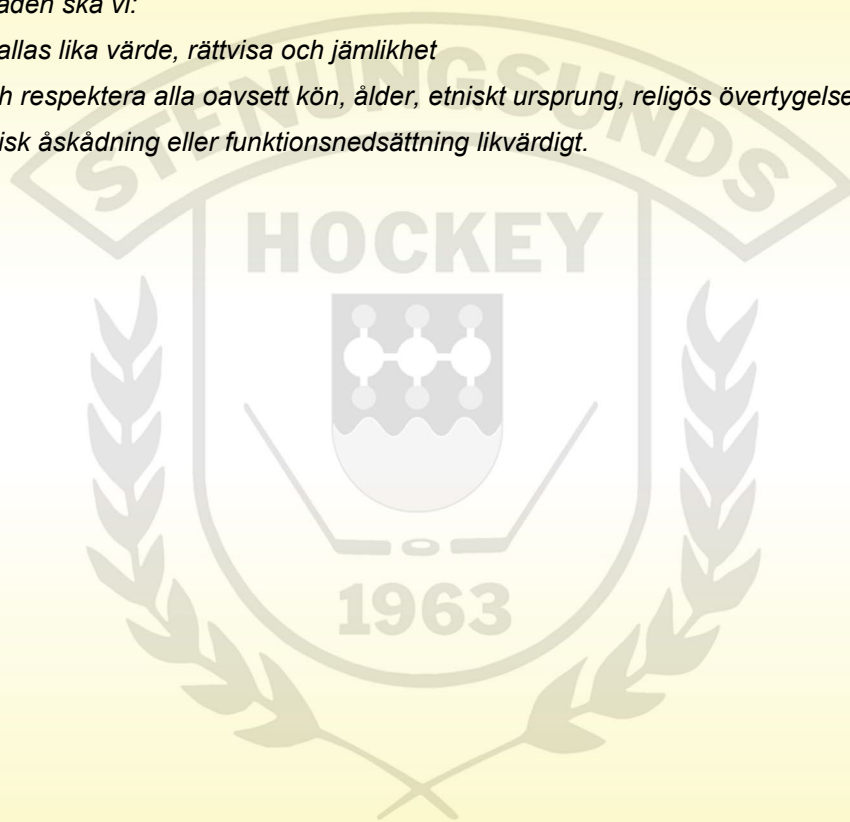 aden ska vi:
allas lika värde, rättvisa och jämlikhet
h respektera alla oavsett kön, ålder, etniskt ursprung, religös övertygelse
isk åskådning eller funktionsnedsättning likvärdigt.
STENUNGSUNDS
HOCKEY
1963